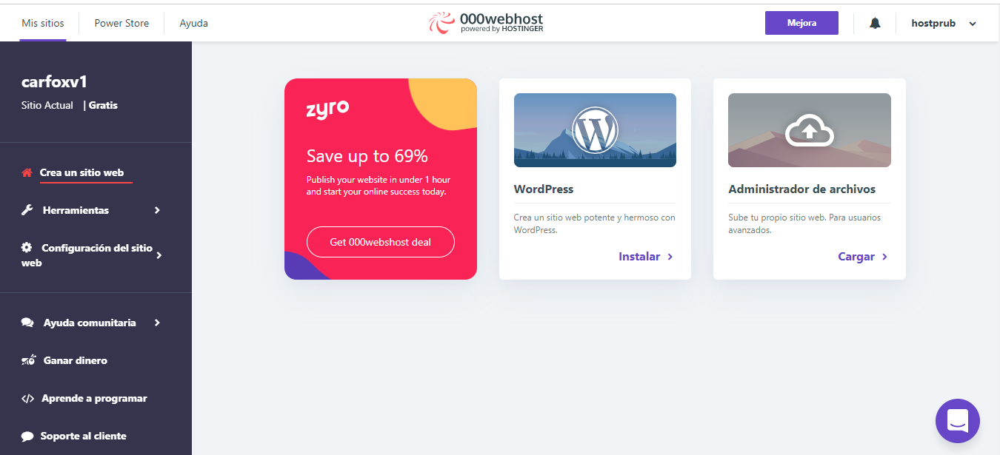 Mis sitios
Power Store
Ayuda
000webhost
powered by HOSTINGER
Mejora
hostprub
carfoxv1
Sitio Actual | Gratis
Crea un sitio web
Herramientas
Configuración del sitio
web
Ayuda comunitaria
Ganar dinero
Aprende a programar
Soporte al cliente
zyro
Save up to 69%
Publish your website in under 1 hour
and start your online success today.
Get 000webshost deal
WordPress
Crea un sitio web potente y hermoso con
WordPress.
Instalar
Administrador de archivos
Sube tu propio sitio web. Para usuarios
avanzados.
Cargar